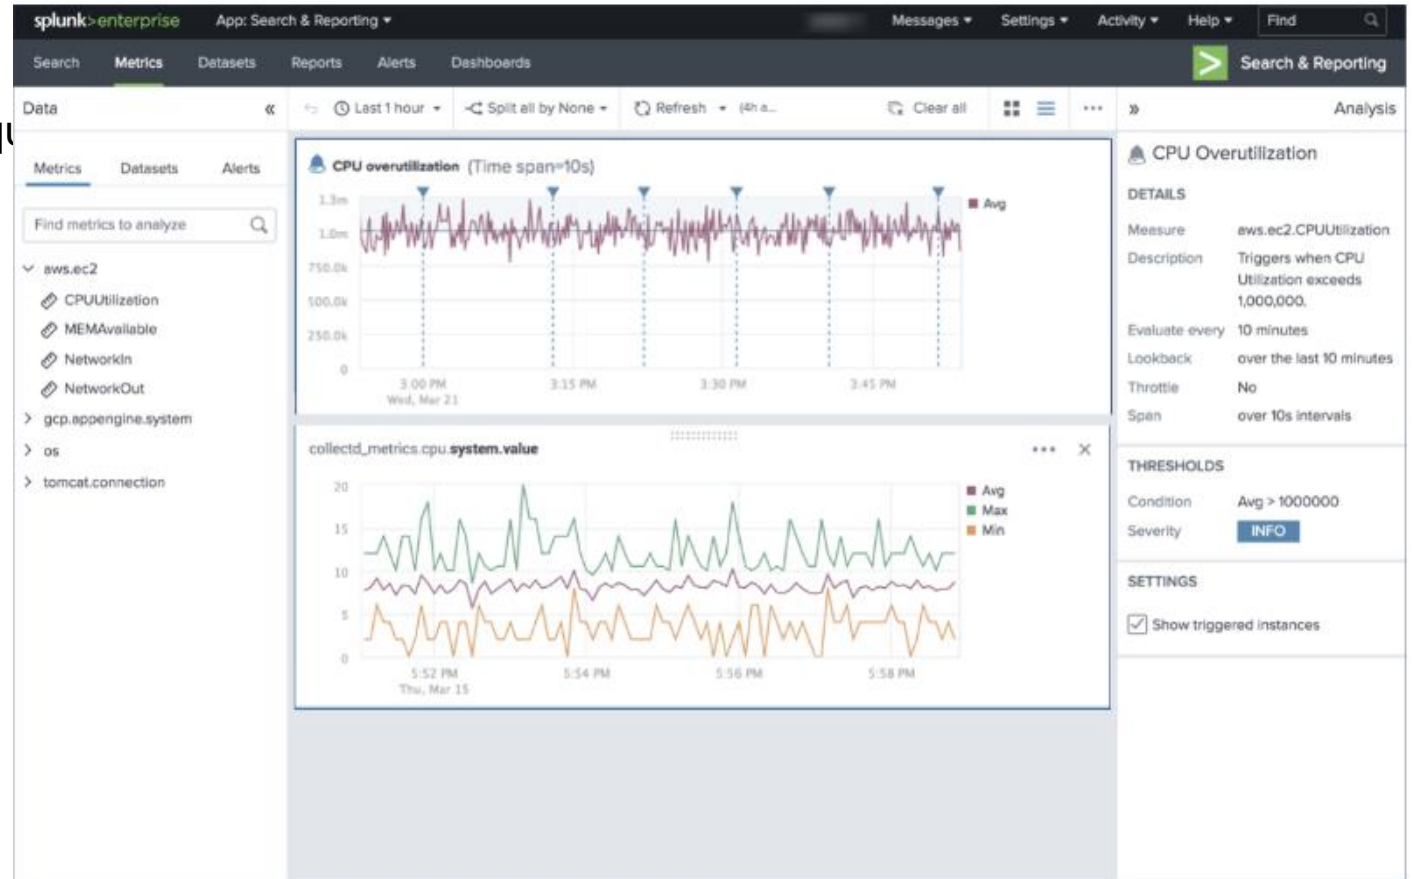 splunk>enterprise App: Search & Reporting Messages Settings Activity Help Find
Search Metrics Datasets Reports Alerts Dashboards Search & Reporting
Data
Metrics Datasets Alerts
Find metrics to analyze
aws.ec2
CPUUtilization
MEMAvailable
NetworkIn
NetworkOut
gcp.appengine.system
os
tomcat.connection
Last 1 hour Split all by None Refresh (4h a... Clear all
CPU overutilization (Time span=10s)
1.3m
1.0m
750.0k
500.0k
250.0k
0
Avg
3:00 PM 3:15 PM 3:30 PM 3:45 PM
Wed, Mar 21
collectd_metrics.cpu.system.value
20
15
10
5
0
Avg
Max
Min
5:52 PM 5:54 PM 5:56 PM 5:58 PM
Thu, Mar 15
Analysis
CPU Overutilization
DETAILS
Measure aws.ec2.CPUUtilization
Description Triggers when CPU
Utilization exceeds
1,000,000.
Evaluate every 10 minutes
Lookback over the last 10 minutes
Throttle No
Span over 10s intervals
THRESHOLDS
Condition Avg > 1000000
Severity INFO
SETTINGS
Show triggered instances